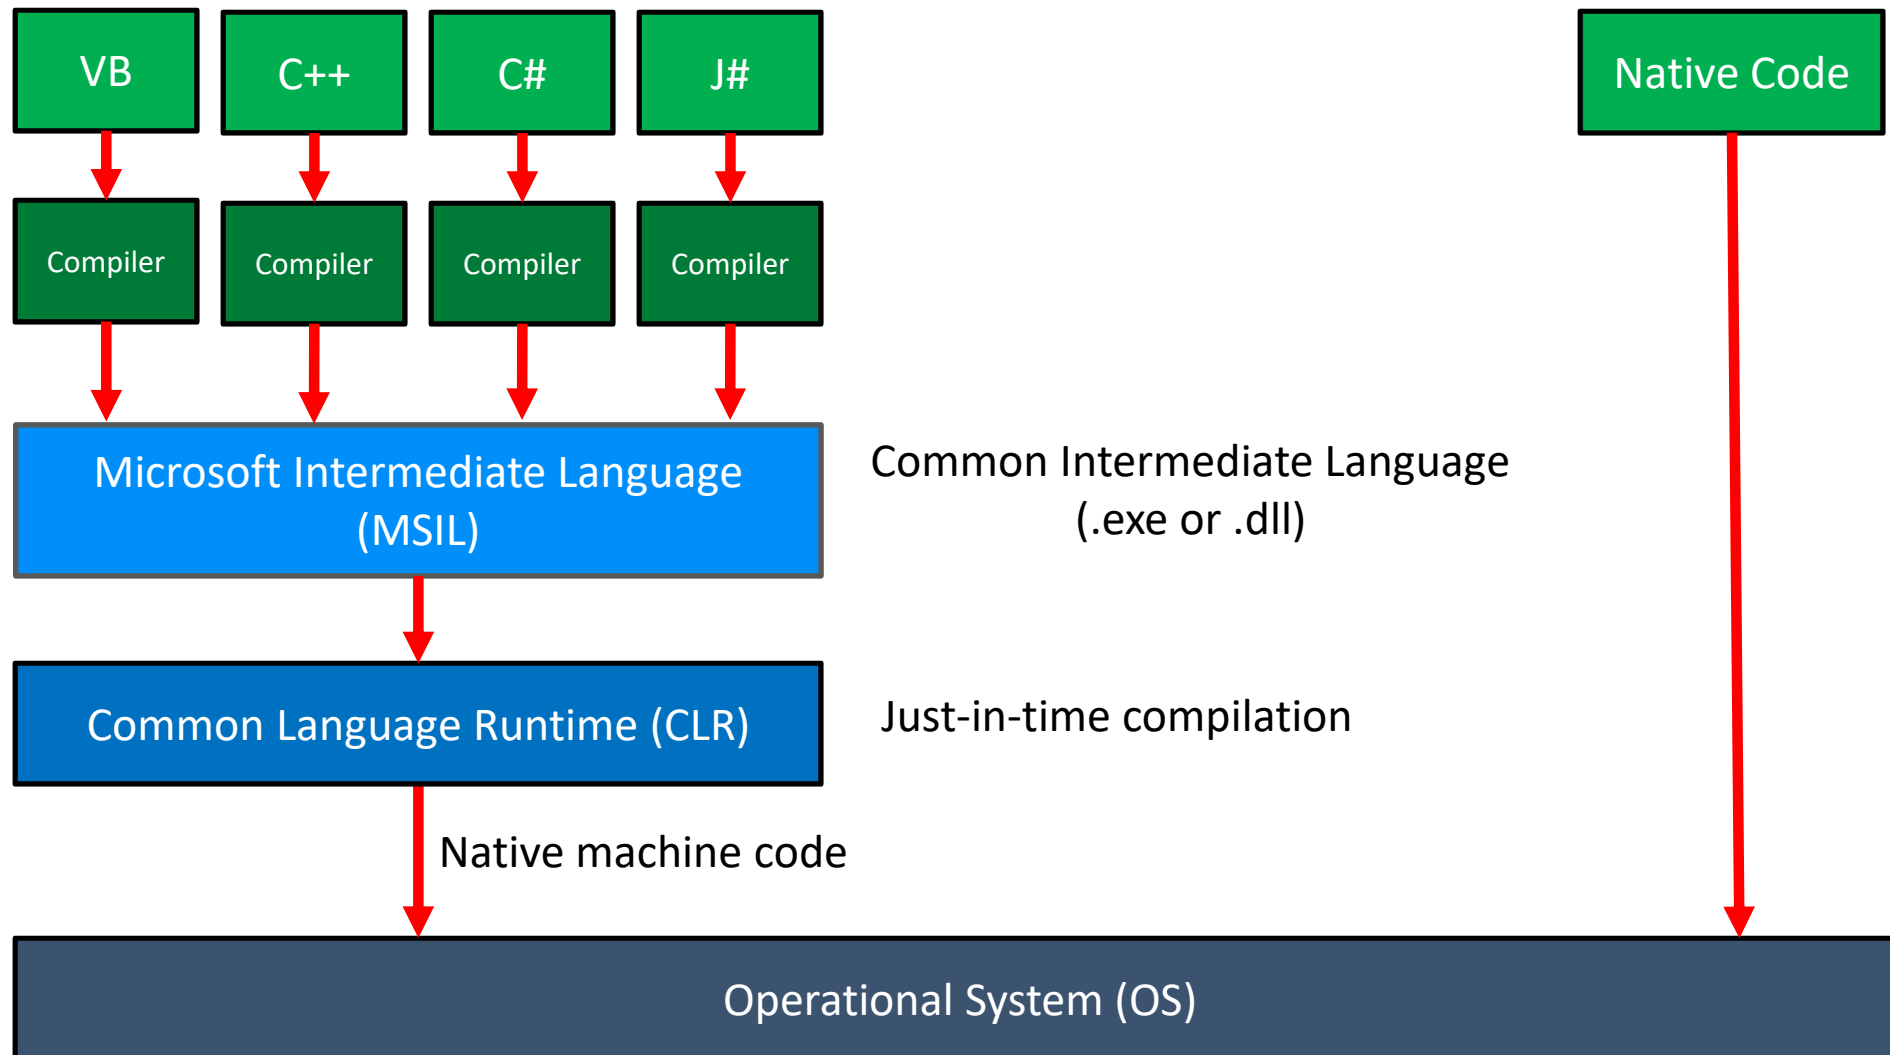 VB
C++
C#
J#
Native Code
Compiler
Compiler
Compiler
Compiler
Microsoft Intermediate Language
(MSIL)
Common Intermediate Language
(.exe or .dll)
Common Language Runtime (CLR)
Just-in-time compilation
Native machine code
Operational System (OS)